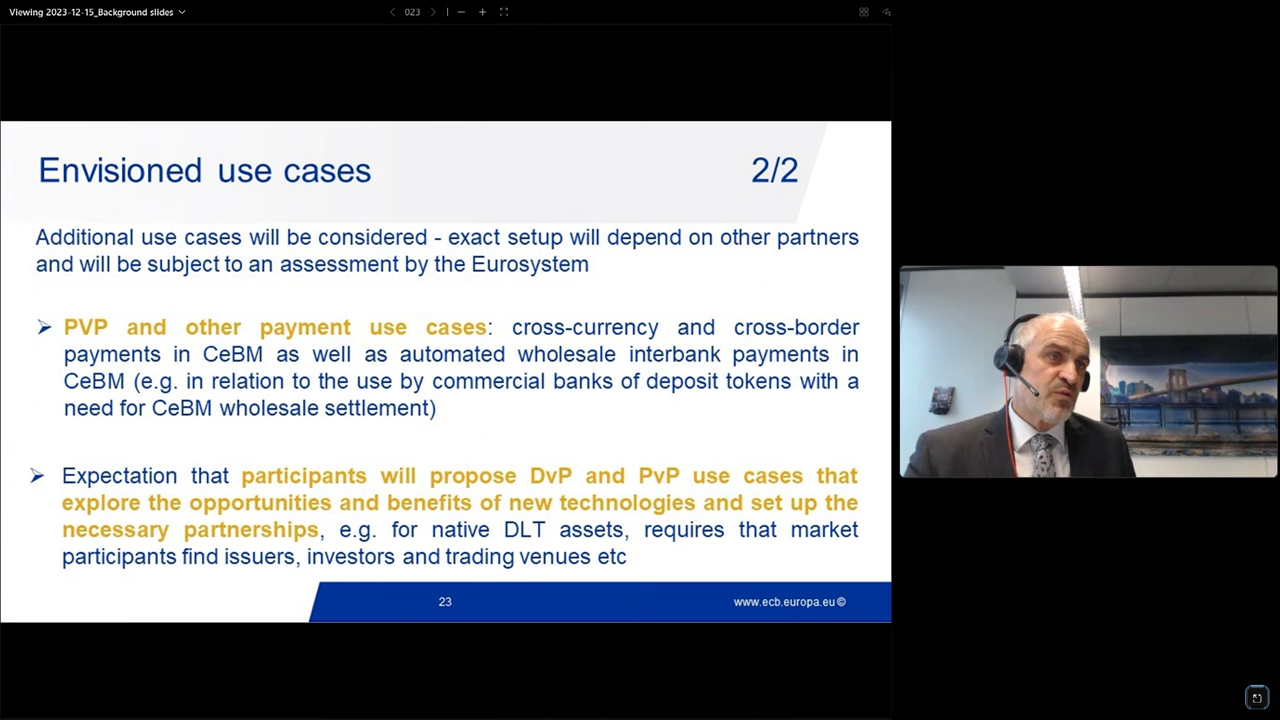 Viewing 2023-12-15_Background slides
023
Envisioned use cases 2/2
Additional use cases will be considered - exact setup will depend on other partners
and will be subject to an assessment by the Eurosystem
PVP and other payment use cases: cross-currency and cross-border
payments in CeBM as well as automated wholesale interbank payments in
CeBM (e.g. in relation to the use by commercial banks of deposit tokens with a
need for CeBM wholesale settlement)
Expectation that participants will propose DvP and PvP use cases that
explore the opportunities and benefits of new technologies and set up the
necessary partnerships, e.g. for native DLT assets, requires that market
participants find issuers, investors and trading venues etc
23
www.ecb.europa.eu©